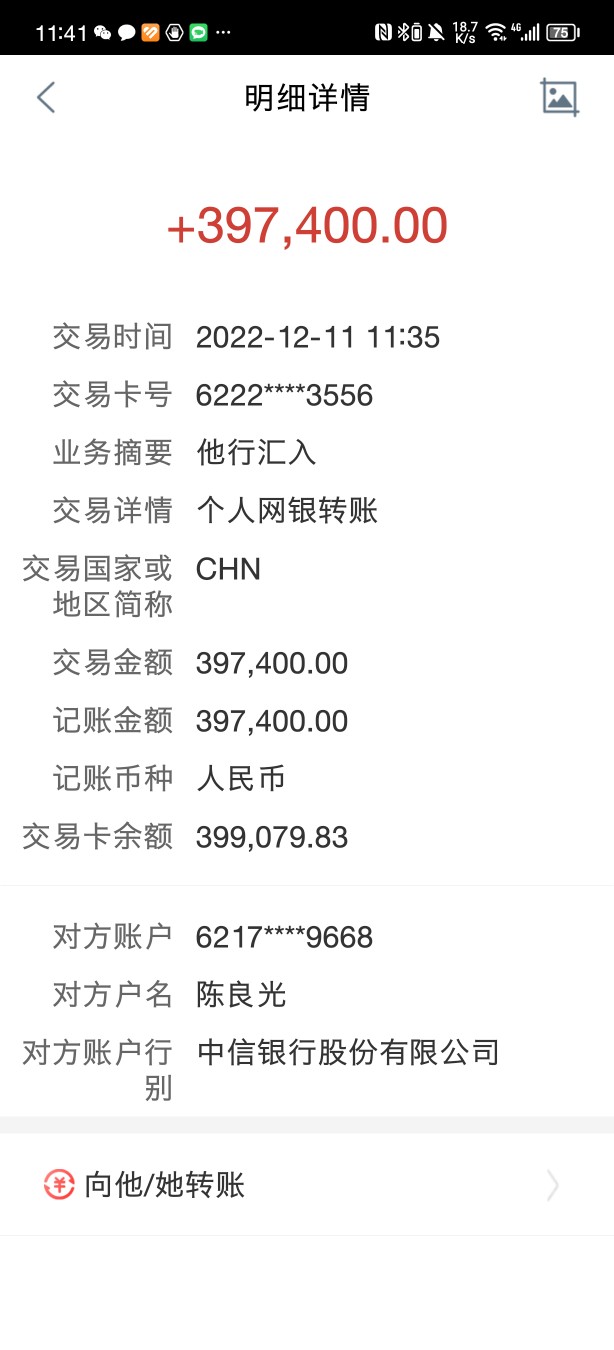 11:41 ···
18.7 K/s 4G 75
明细详情
+397,400.00
交易时间 2022-12-11 11:35
交易卡号 6222****3556
业务摘要 他行汇入
交易详情 个人网银转账
交易国家或 CHN
地区简称
交易金额 397,400.00
记账金额 397,400.00
记账币种 人民币
交易卡余额 399,079.83
对方账户 6217****9668
对方户名 陈良光
对方账户行 中信银行股份有限公司
别
向他/她转账